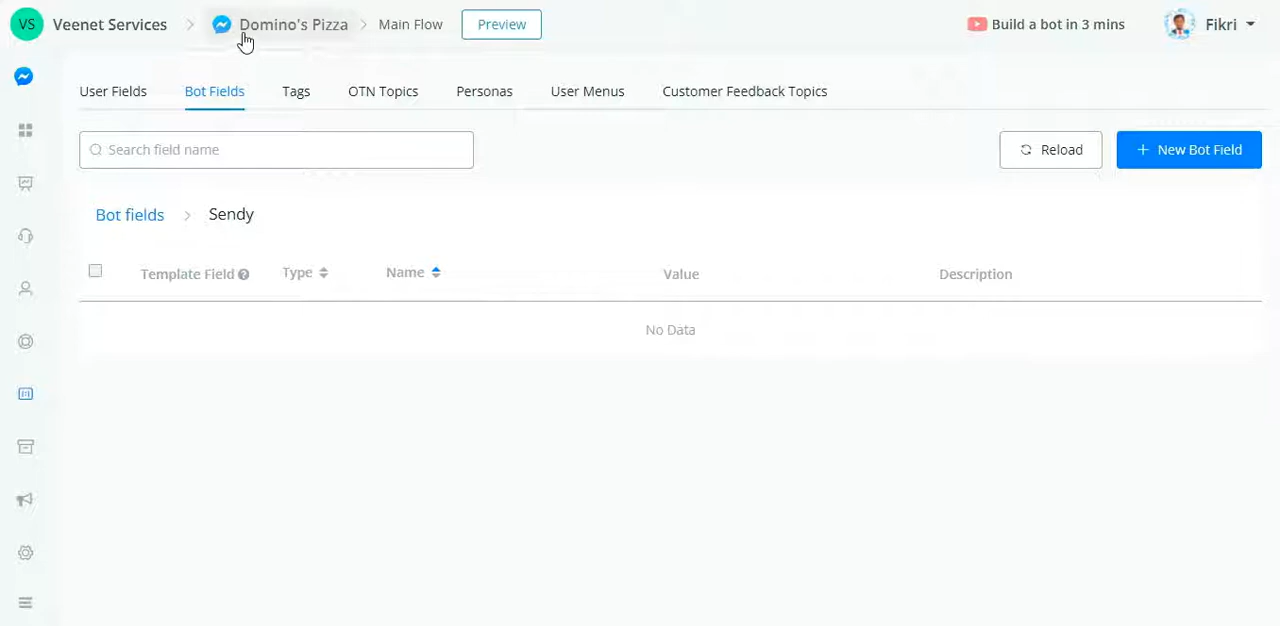 VS Veenet Services > Domino's Pizza > Main Flow Preview Build a bot in 3 mins Fikri
User Fields Bot Fields Tags OTN Topics Personas User Menus Customer Feedback Topics
Search field name Reload + New Bot Field
Bot fields > Sendy
Template Field ? Type Name Value Description
No Data